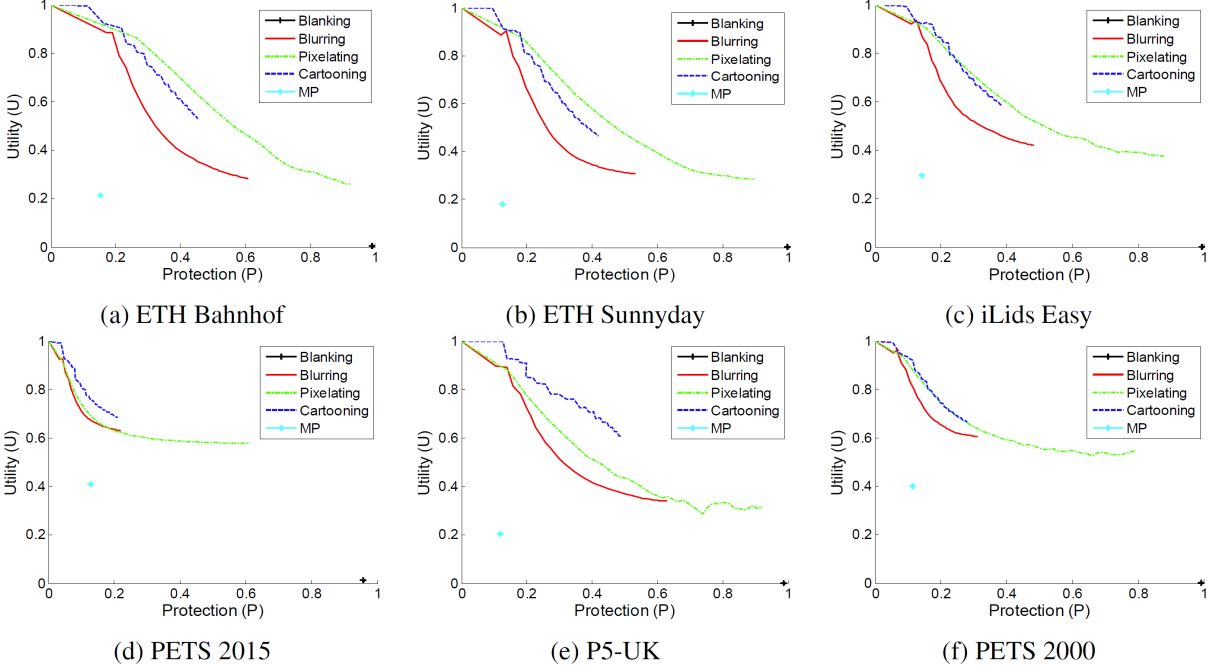 1
0.8
0.6
0.4
0.2
0
Utility (U)
0 0.2 0.4 0.6 0.8 1
Protection (P)
Blanking
Blurring
Pixelating
Cartooning
MP
(a) ETH Bahnhof
1
0.8
0.6
0.4
0.2
0
Utility (U)
0 0.2 0.4 0.6 0.8 1
Protection (P)
Blanking
Blurring
Pixelating
Cartooning
MP
(b) ETH Sunnyday
1
0.8
0.6
0.4
0.2
0
Utility (U)
0 0.2 0.4 0.6 0.8 1
Protection (P)
Blanking
Blurring
Pixelating
Cartooning
MP
(c) iLids Easy
1
0.8
0.6
0.4
0.2
0
Utility (U)
0 0.2 0.4 0.6 0.8 1
Protection (P)
Blanking
Blurring
Pixelating
Cartooning
MP
(d) PETS 2015
1
0.8
0.6
0.4
0.2
0
Utility (U)
0 0.2 0.4 0.6 0.8 1
Protection (P)
Blanking
Blurring
Pixelating
Cartooning
MP
(e) P5-UK
1
0.8
0.6
0.4
0.2
0
Utility (U)
0 0.2 0.4 0.6 0.8 1
Protection (P)
Blanking
Blurring
Pixelating
Cartooning
MP
(f) PETS 2000